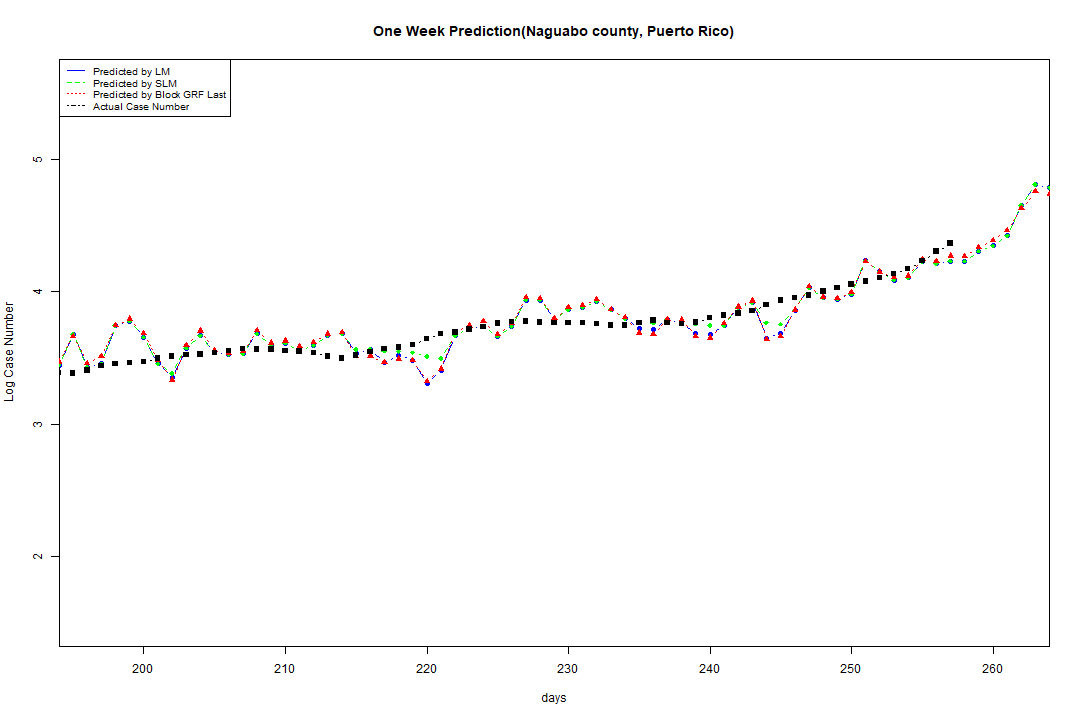 One Week Prediction(Naguabo county, Puerto Rico)
Predicted by LM
Predicted by SLM
Predicted by Block GRF Last
Actual Case Number
5
4
3
2
Log Case Number
200 210 220 230 240 250 260
days